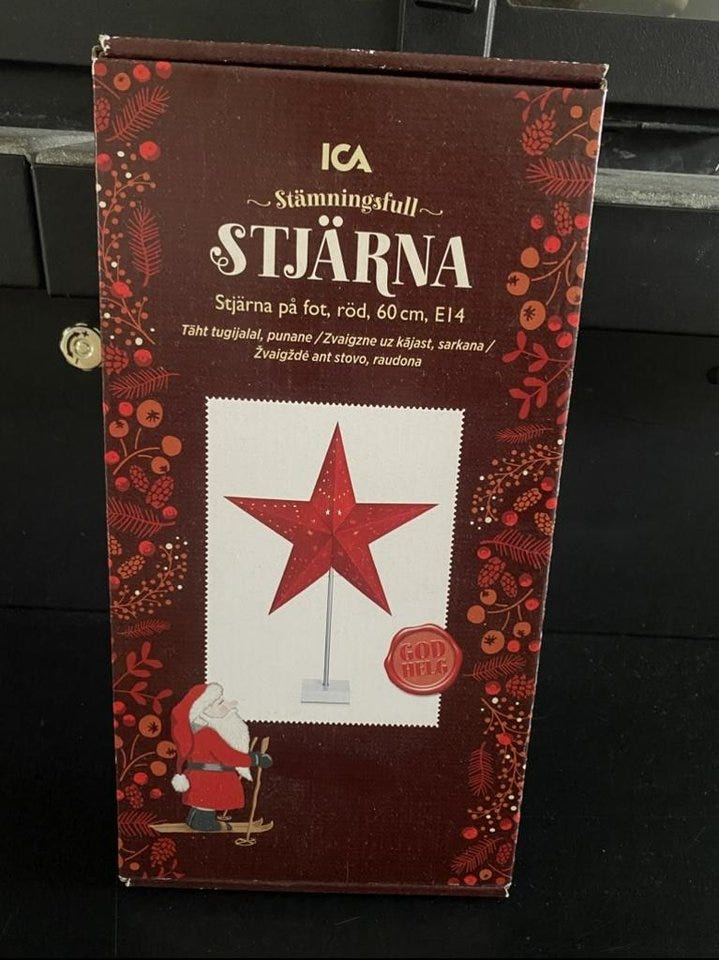 ICA
~ Stämningsfull ~
STJÄRNA
Stjärna på fot, röd, 60 cm, E14
Täht tugijalal, punane / Zvaigzne uz kājast, sarkana /
Žvaigždė ant stovo, raudona
GOD
HELG